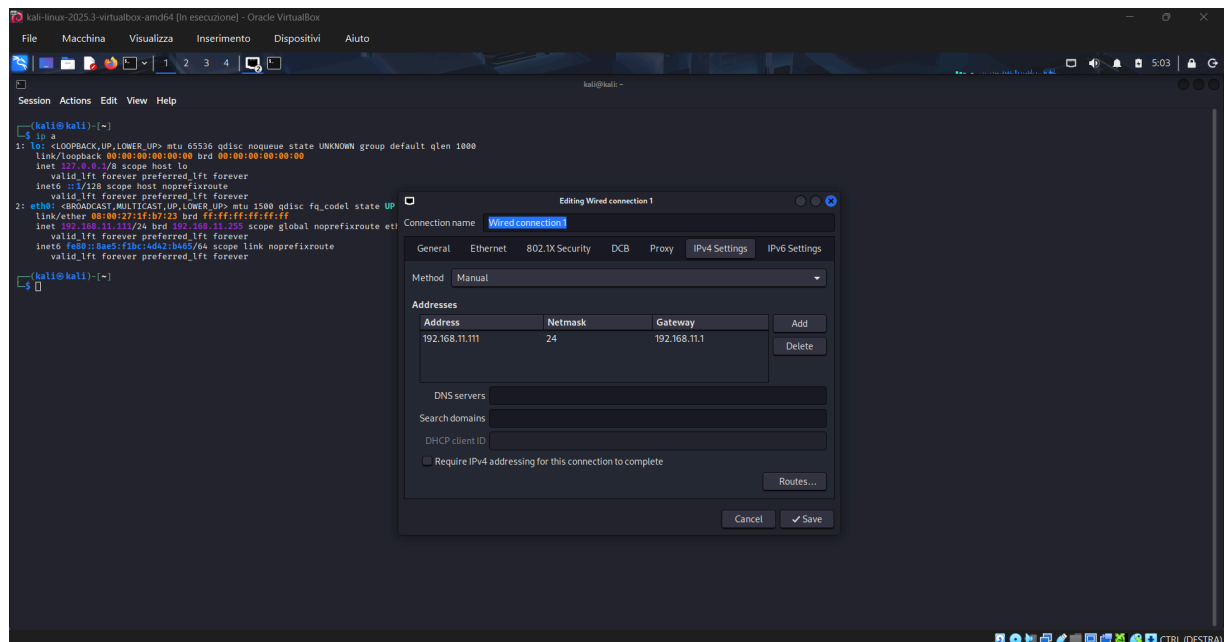 kali-linux-2025.3-virtualbox-amd64 [In esecuzione] - Oracle VirtualBox
File Macchina Visualizza Inserimento Dispositivi Aiuto
1 2 3 4 5:03
kali@kali: ~
Session Actions Edit View Help
┌──(kali㉿kali)-[~]
└─$ ip a
1: lo: <LOOPBACK,UP,LOWER_UP> mtu 65536 qdisc noqueue state UNKNOWN group default qlen 1000
link/loopback 00:00:00:00:00:00 brd 00:00:00:00:00:00
inet 127.0.0.1/8 scope host lo
valid_lft forever preferred_lft forever
inet6 ::1/128 scope host noprefixroute
valid_lft forever preferred_lft forever
2: eth0: <BROADCAST,MULTICAST,UP,LOWER_UP> mtu 1500 qdisc fq_codel state UP
link/ether 08:00:27:1f:b7:23 brd ff:ff:ff:ff:ff:ff
inet 192.168.11.111/24 brd 192.168.11.255 scope global noprefixroute et
valid_lft forever preferred_lft forever
inet6 fe80::8ae5:f1bc:4d42:b465/64 scope link noprefixroute
valid_lft forever preferred_lft forever
┌──(kali㉿kali)-[~]
└─$
Editing Wired connection 1
Connection name Wired connection 1
General Ethernet 802.1X Security DCB Proxy IPv4 Settings IPv6 Settings
Method Manual
Addresses
Address Netmask Gateway Add
192.168.11.111 24 192.168.11.1
Delete
DNS servers
Search domains
DHCP client ID
Require IPv4 addressing for this connection to complete
Routes...
Cancel Save
CTRL (DESTRA)